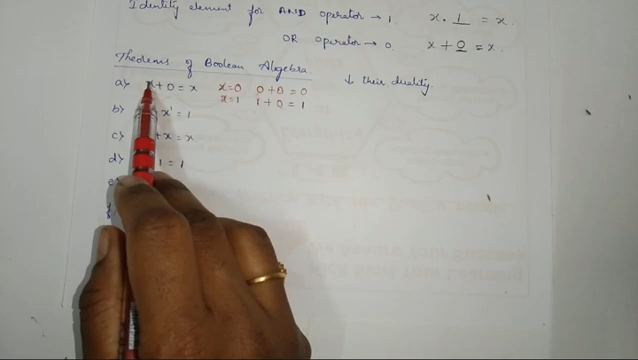 Identity element for AND operator → 1. x . 1 = x.
OR operator → 0. x + 0 = x.
Theorems of Boolean Algebra
↓ their duality.
a) x + 0 = x x=0 0+0=0
x=1 1+0=1
b) x' = 1
c) + x = x
d) 1 = 1